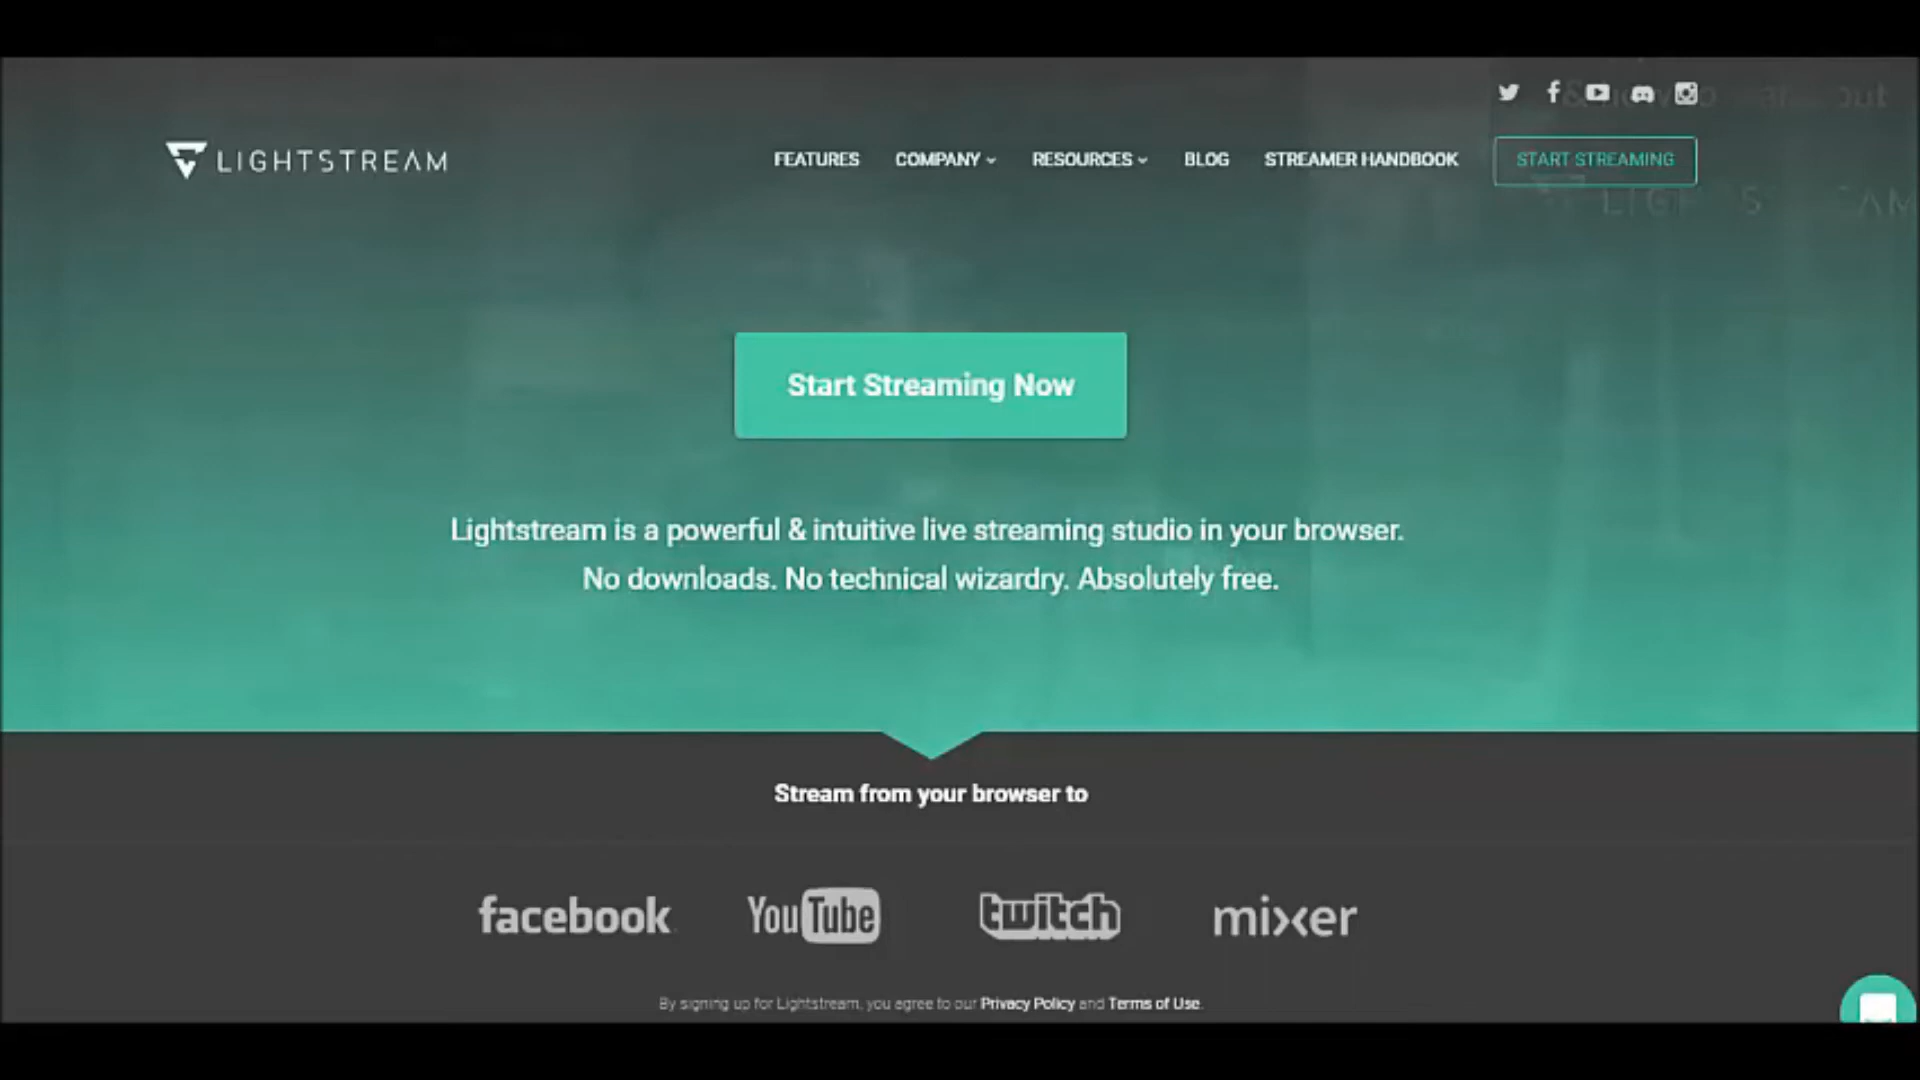 LIGHTSTREAM
FEATURES
COMPANY
RESOURCES
BLOG
STREAMER HANDBOOK
START STREAMING
Start Streaming Now
Lightstream is a powerful & intuitive live streaming studio in your browser.
No downloads. No technical wizardry. Absolutely free.
Stream from your browser to
facebook
YouTube
twitch
mixer
By signing up for Lightstream, you agree to our Privacy Policy and Terms of Use.